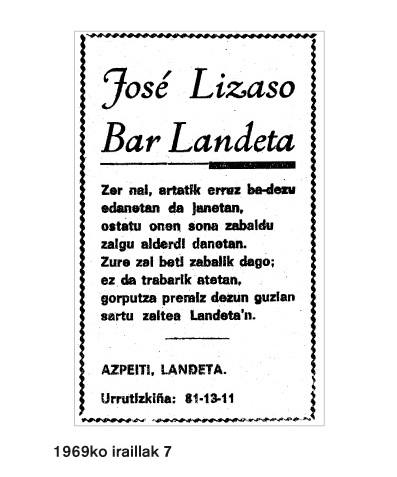 José Lizaso
Bar Landeta
Zer nai, artatik erruz ba-dezu
edanetan da janetan,
ostatu onen sona zabaldu
zaigu alderdi danetan.
Zure zai beti zabalik dago;
ez da trabarik atetan,
gorputza premiz dezun guzian
sartu zaitea Landeta'n.
AZPEITI, LANDETA.
Urrutizkiña: 81-13-11
1969ko iraillak 7